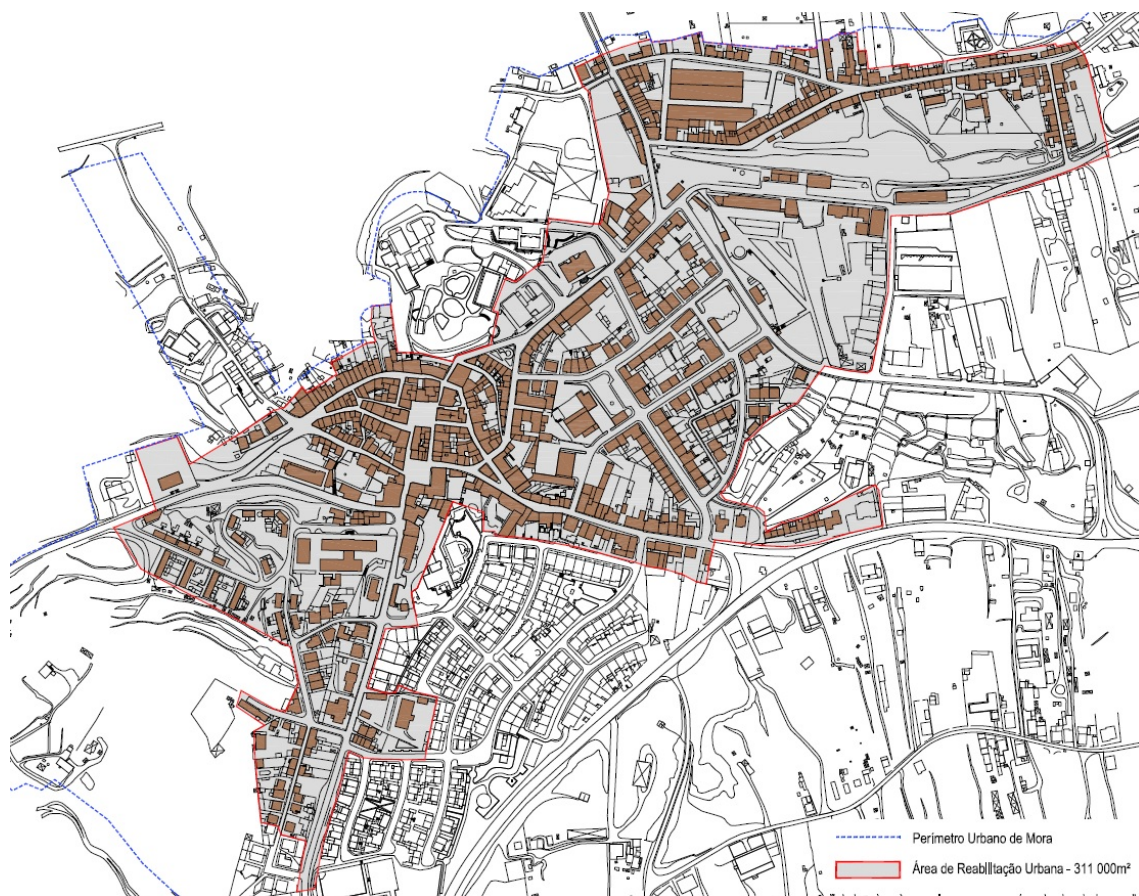 Perímetro Urbano de Mora
Área de Reabilitação Urbana - 311 000m²